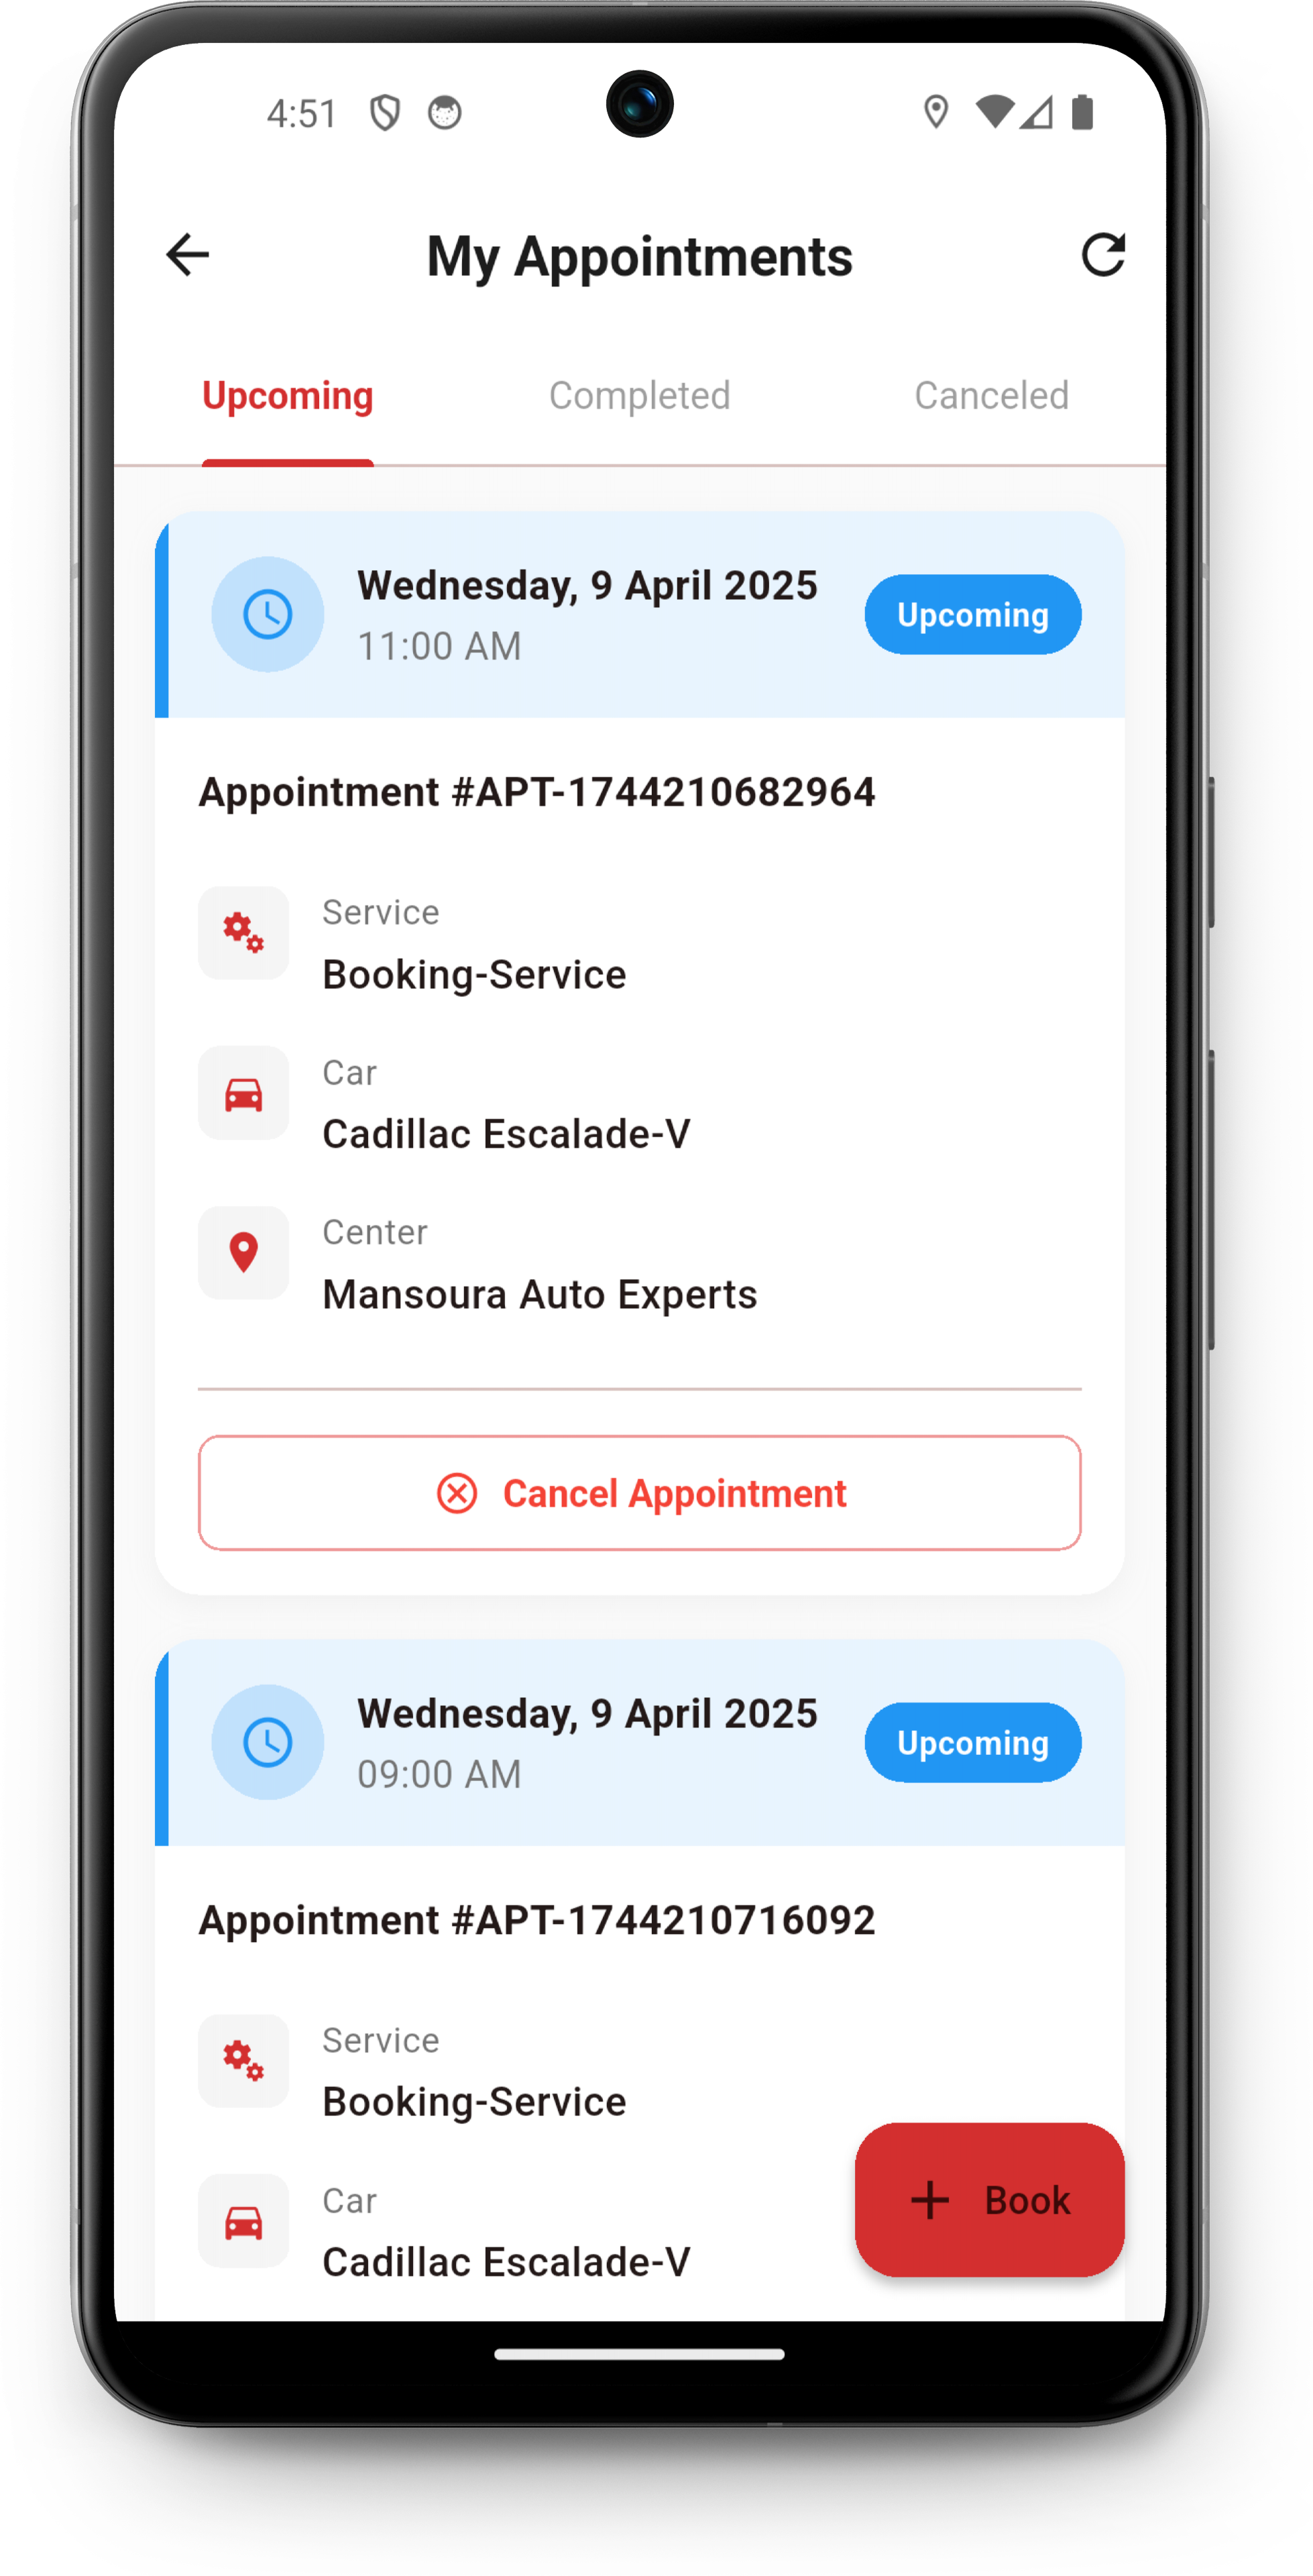 4:51
My Appointments
Upcoming Completed Canceled
Wednesday, 9 April 2025
11:00 AM
Upcoming
Appointment #APT-1744210682964
Service
Booking-Service
Car
Cadillac Escalade-V
Center
Mansoura Auto Experts
Cancel Appointment
Wednesday, 9 April 2025
09:00 AM
Upcoming
Appointment #APT-1744210716092
Service
Booking-Service
Car
Cadillac Escalade-V
Book